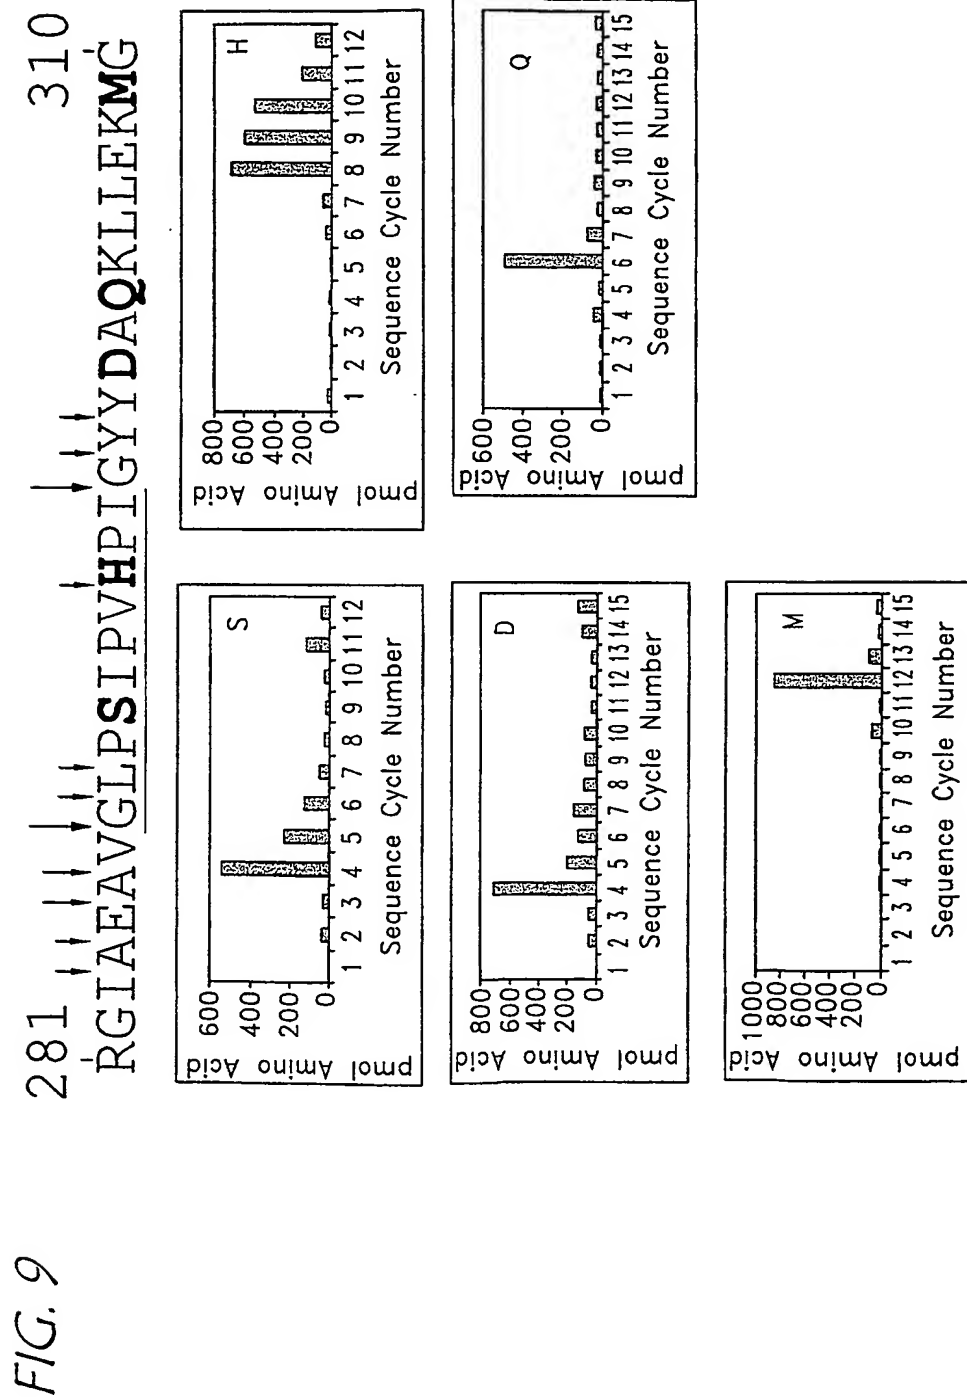 FIG. 9
281 310
RGIAEAVGLPSIPVHPIGYYDAQKLLEKMG
S
pmol Amino Acid
600
400
200
0
1 2 3 4 5 6 7 8 9 10 11 12
Sequence Cycle Number
H
pmol Amino Acid
800
600
400
200
0
1 2 3 4 5 6 7 8 9 10 11 12
Sequence Cycle Number
D
pmol Amino Acid
800
600
400
200
0
1 2 3 4 5 6 7 8 9 10 11 12 13 14 15
Sequence Cycle Number
Q
pmol Amino Acid
600
400
200
0
1 2 3 4 5 6 7 8 9 10 11 12 13 14 15
Sequence Cycle Number
M
pmol Amino Acid
1000
800
600
400
200
0
1 2 3 4 5 6 7 8 9 10 11 12 13 14 15
Sequence Cycle Number